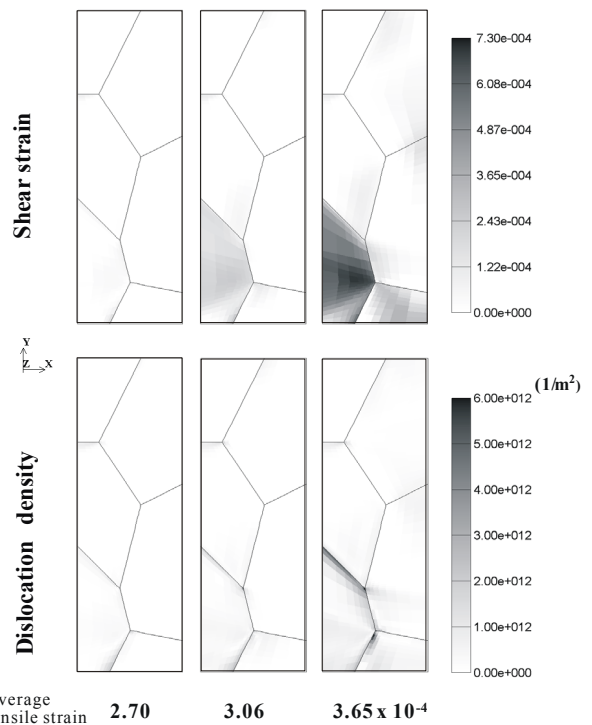 Shear strain
7.30e-004
6.08e-004
4.87e-004
3.65e-004
2.43e-004
1.22e-004
0.00e+000
Y
Z X
Dislocation density
(1/m²)
6.00e+012
5.00e+012
4.00e+012
3.00e+012
2.00e+012
1.00e+012
0.00e+000
verage
nsile strain 2.70 3.06 3.65 x 10⁻⁴